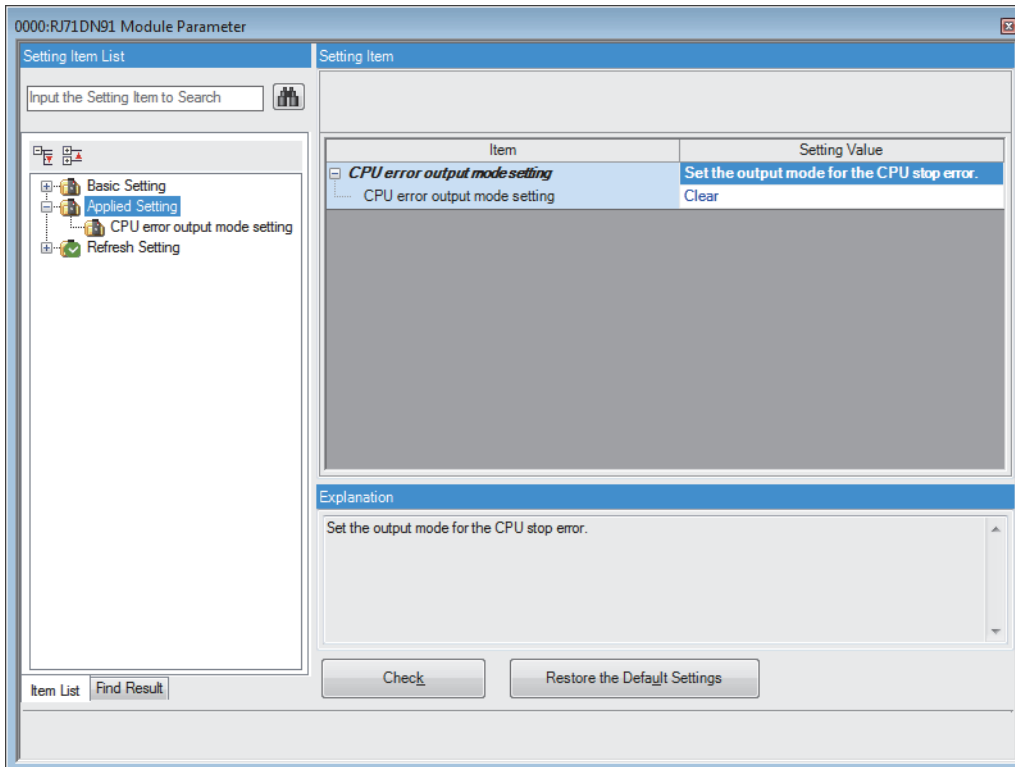 0000:RJ71DN91 Module Parameter
Setting Item List
Input the Setting Item to Search
Basic Setting
Applied Setting
CPU error output mode setting
Refresh Setting
Item List
Find Result
Setting Item
Item Setting Value
CPU error output mode setting Set the output mode for the CPU stop error.
CPU error output mode setting Clear
Explanation
Set the output mode for the CPU stop error.
Check Restore the Default Settings